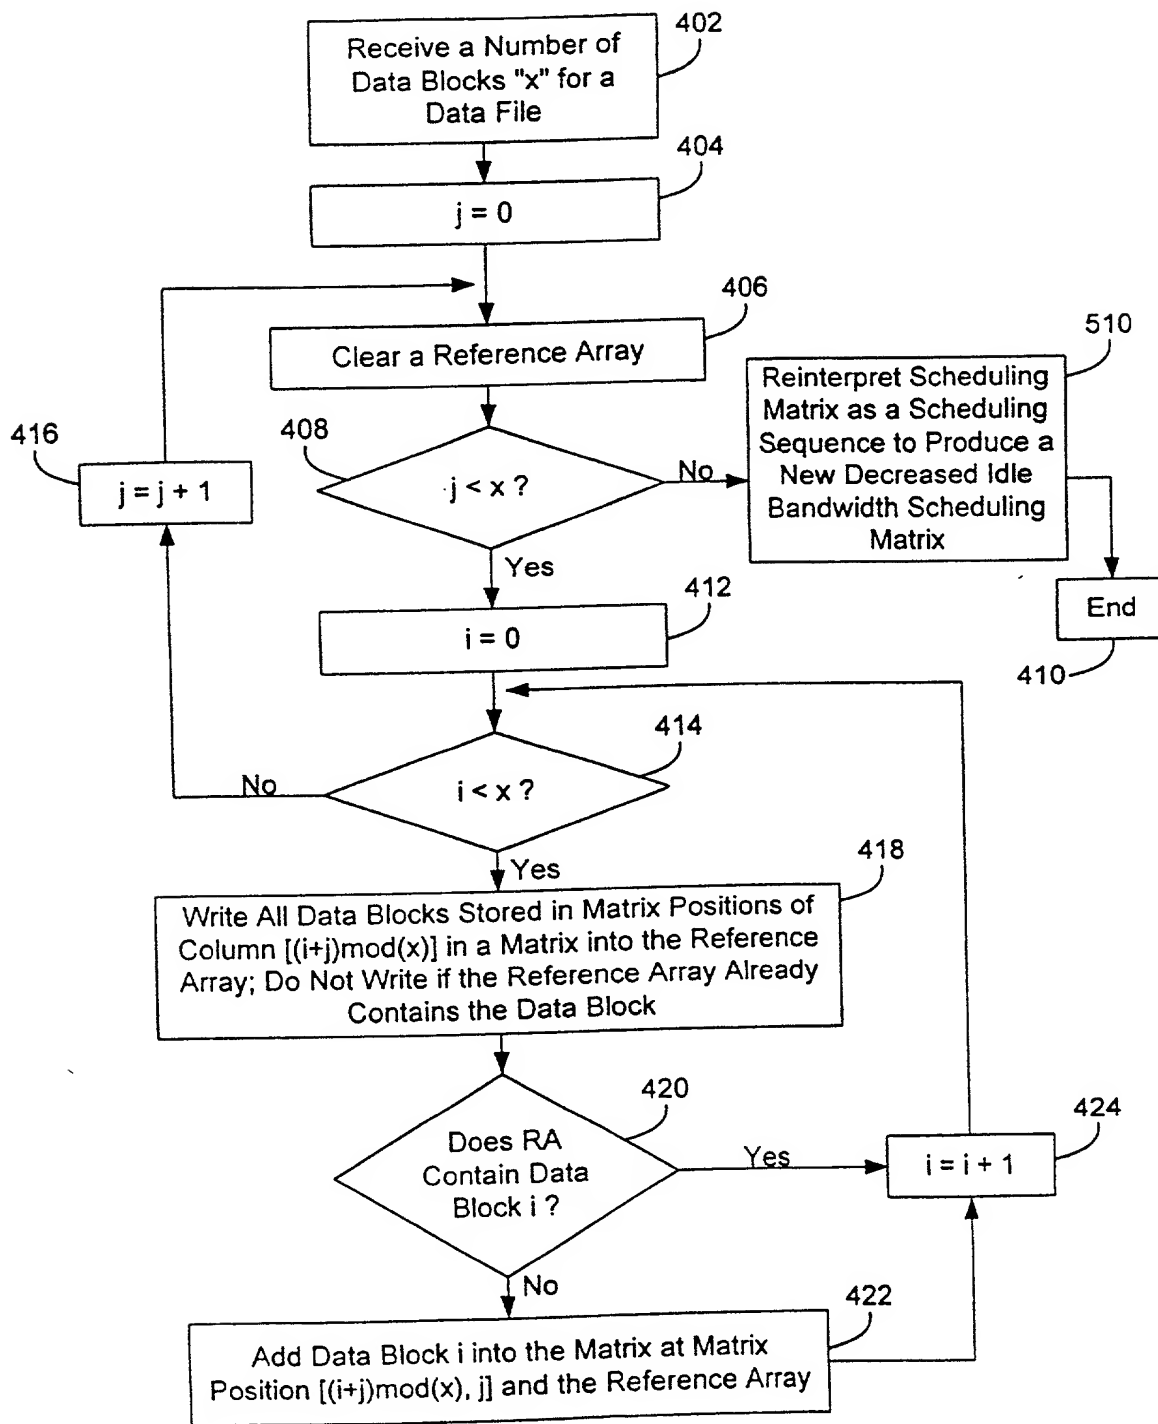 402
Receive a Number of
Data Blocks "x" for a
Data File
404
j = 0
406
Clear a Reference Array
510
Reinterpret Scheduling
Matrix as a Scheduling
Sequence to Produce a
New Decreased Idle
Bandwidth Scheduling
Matrix
416
j = j + 1
408
j < x ?
No
Yes
412
i = 0
End
410
414
i < x ?
No
Yes
418
Write All Data Blocks Stored in Matrix Positions of
Column [(i+j)mod(x)] in a Matrix into the Reference
Array; Do Not Write if the Reference Array Already
Contains the Data Block
420
Does RA
Contain Data
Block i ?
Yes
424
i = i + 1
No
422
Add Data Block i into the Matrix at Matrix
Position [(i+j)mod(x), j] and the Reference Array